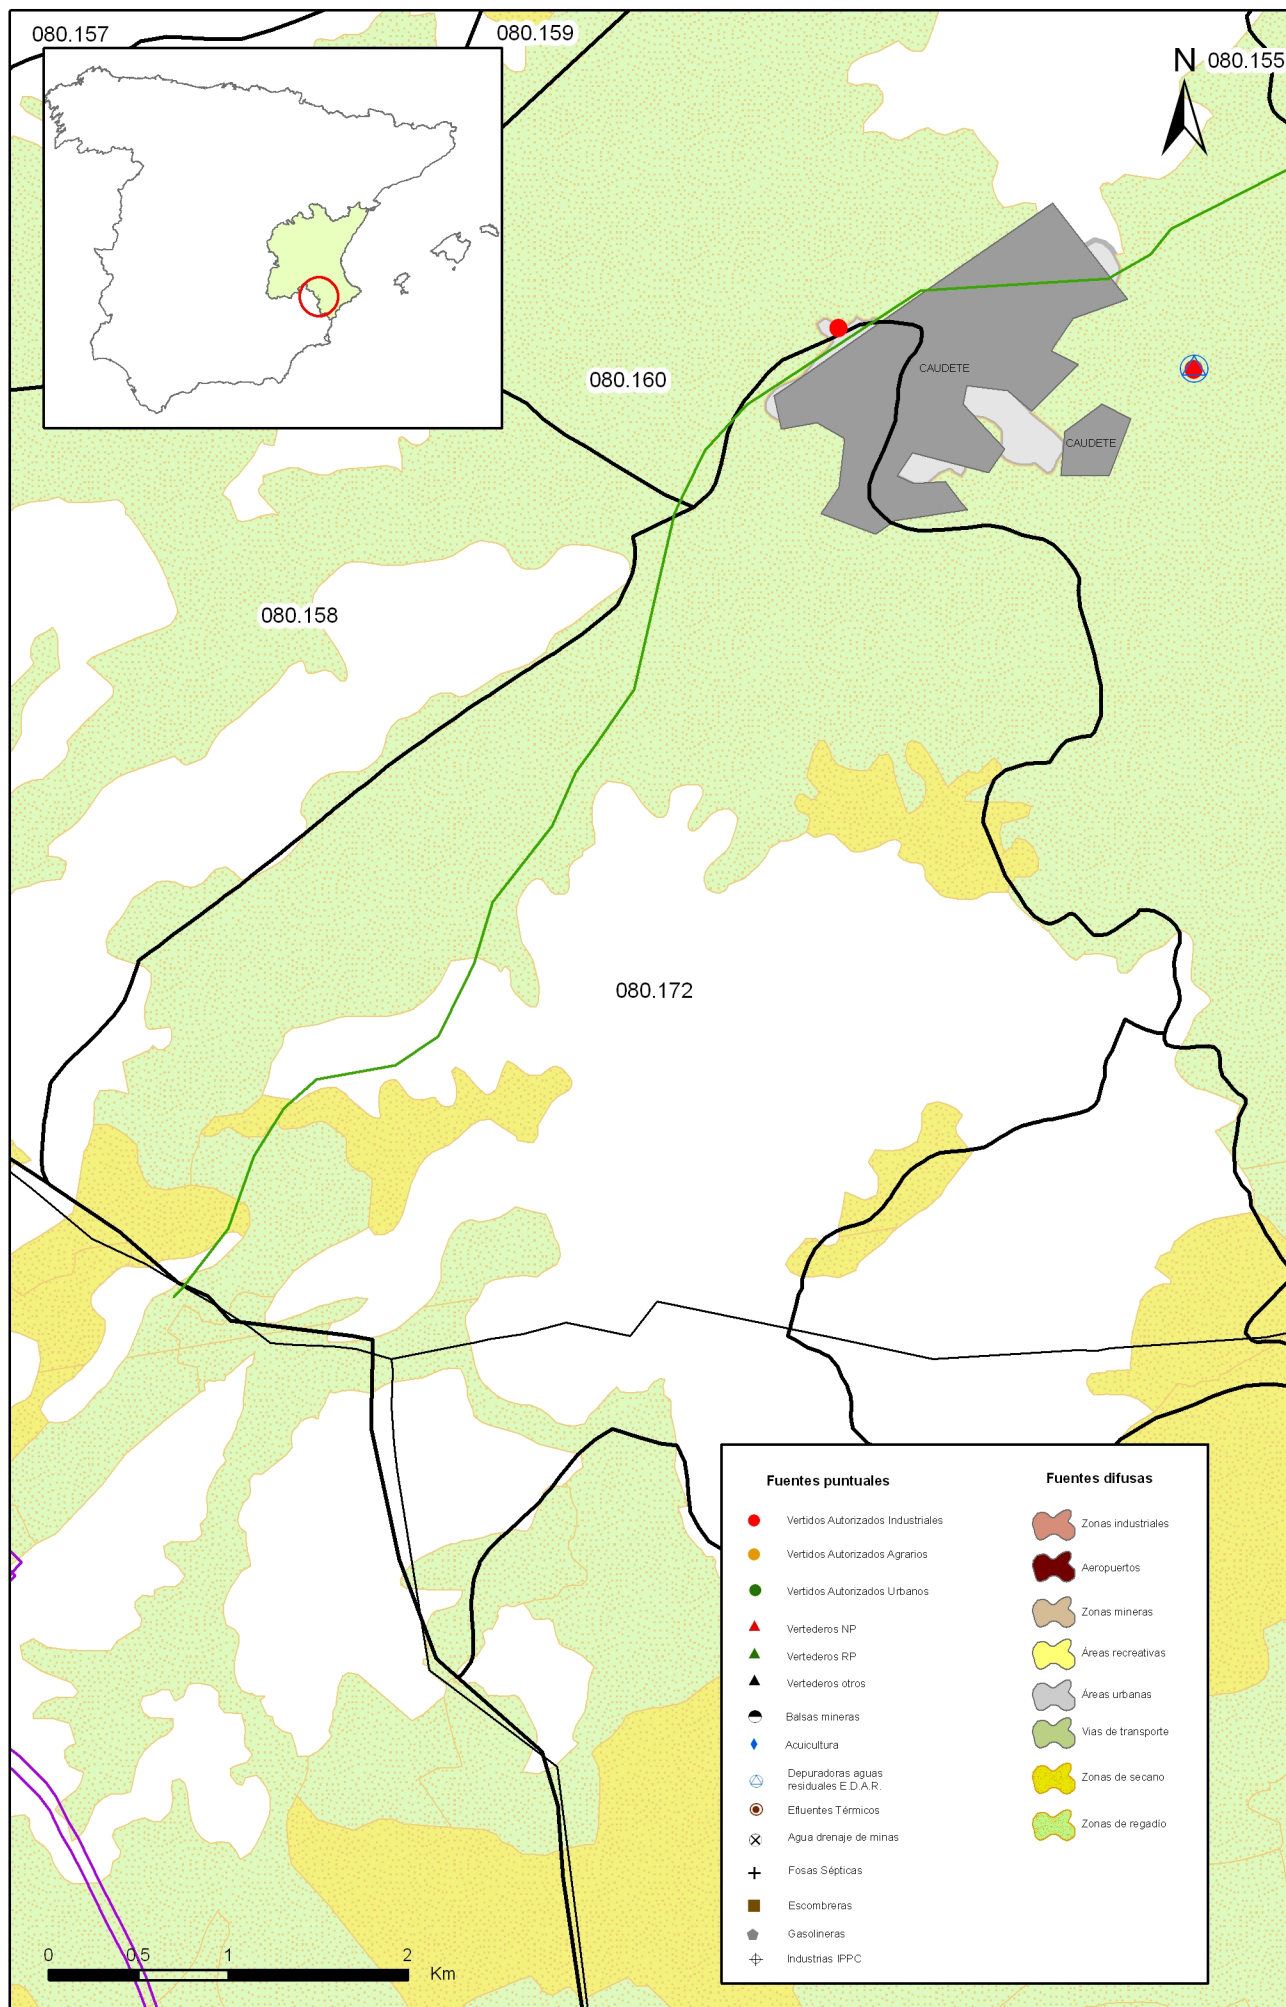 080.157
080.159
N
080.155
080.160
CAUDETE
CAUDETE
080.158
080.172
Fuentes puntuales
Vertidos Autorizados Industriales
Vertidos Autorizados Agrarios
Vertidos Autorizados Urbanos
Vertederos NP
Vertederos RP
Vertederos otros
Balsas mineras
Acuicultura
Depuradoras aguas
residuales E.D.A.R.
Efluentes Térmicos
Agua drenaje de minas
Fosas Sépticas
Escombreras
Gasolineras
Industrias IPPC
Fuentes difusas
Zonas industriales
Aeropuertos
Zonas mineras
Áreas recreativas
Áreas urbanas
Vias de transporte
Zonas de secano
Zonas de regadío
0 0,5 1 2
Km